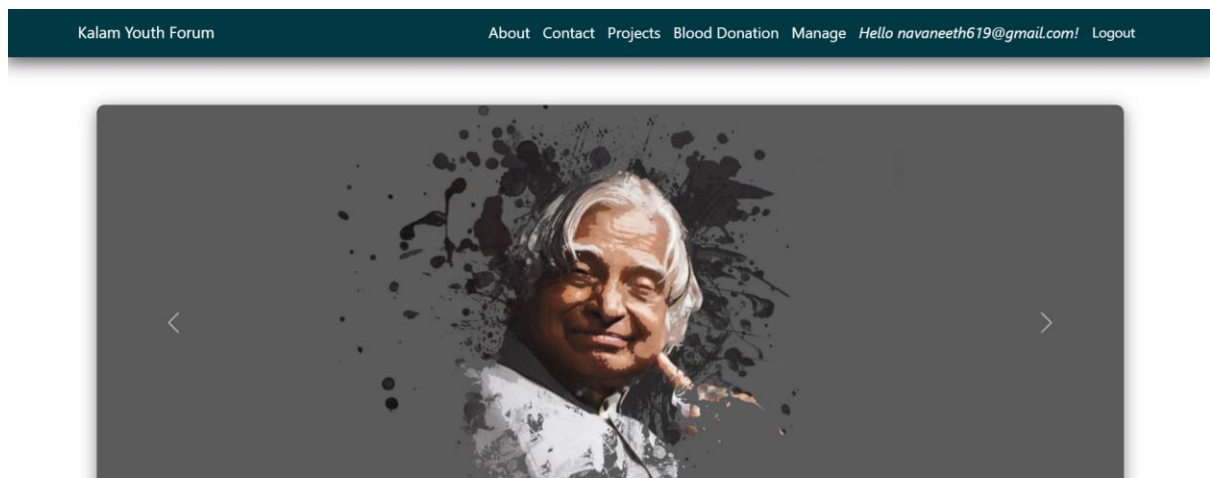 Kalam Youth Forum About Contact Projects Blood Donation Manage Hello navaneeth619@gmail.com! Logout